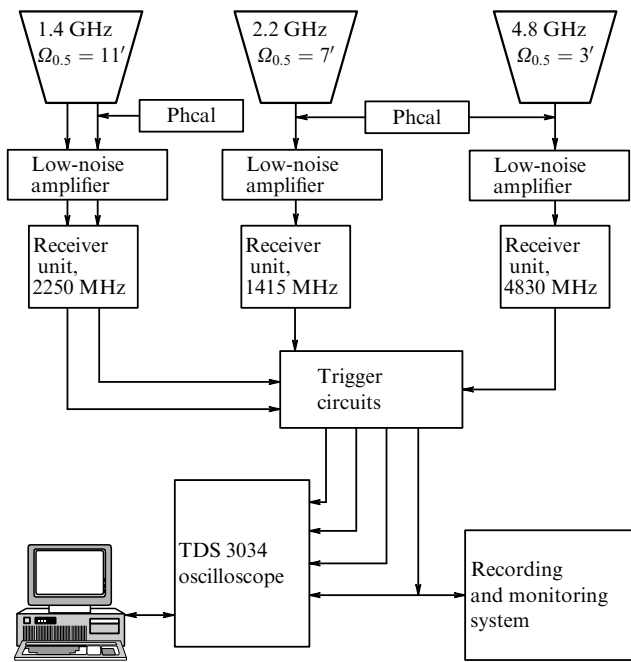 1.4 GHz
Ω0.5 = 11′
2.2 GHz
Ω0.5 = 7′
4.8 GHz
Ω0.5 = 3′
Phcal
Phcal
Low-noise
amplifier
Low-noise
amplifier
Low-noise
amplifier
Receiver
unit,
2250 MHz
Receiver
unit,
1415 MHz
Receiver
unit,
4830 MHz
Trigger
circuits
TDS 3034
oscilloscope
Recording
and monitoring
system